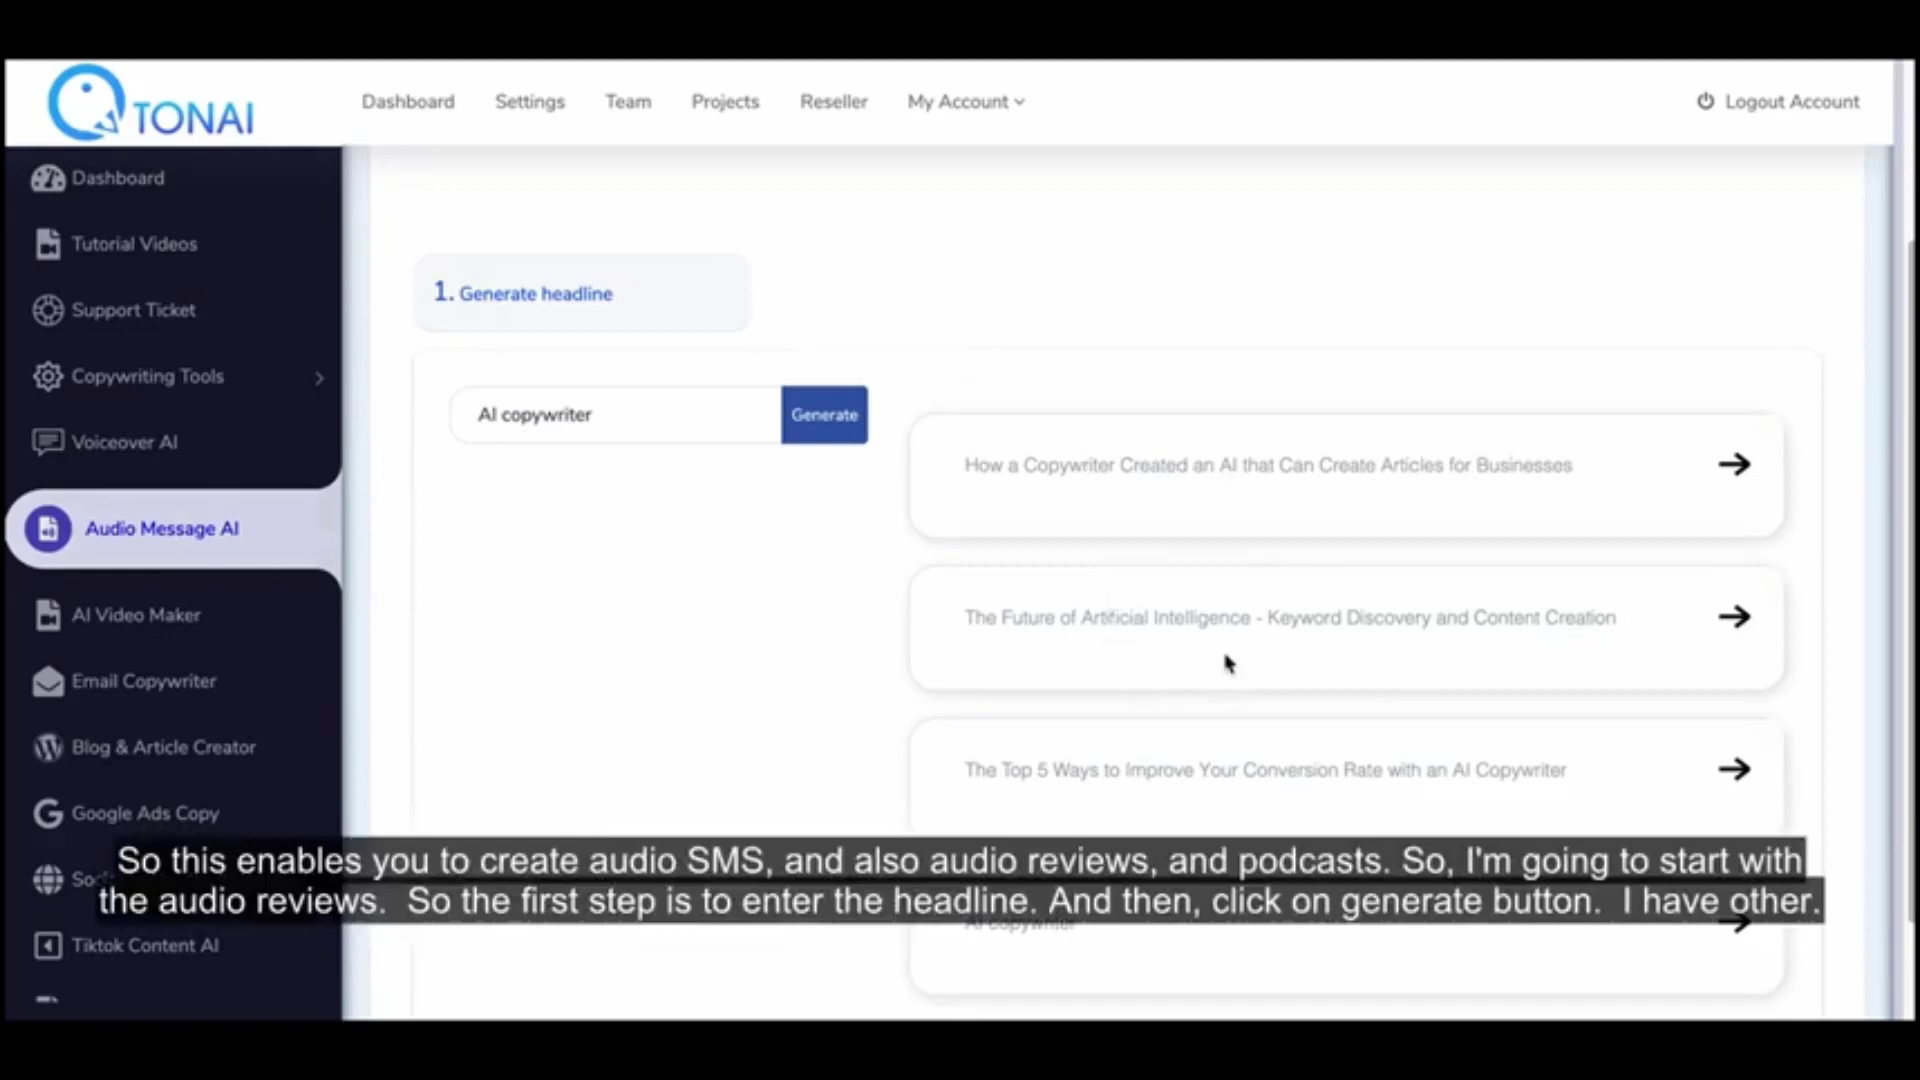 TONAI
Dashboard
Settings
Team
Projects
Reseller
My Account
Logout Account
Dashboard
Tutorial Videos
Support Ticket
Copywriting Tools
Voiceover AI
Audio Message AI
AI Video Maker
Email Copywriter
Blog & Article Creator
Google Ads Copy
Tiktok Content AI
1. Generate headline
AI copywriter
Generate
How a Copywriter Created an AI that Can Create Articles for Businesses
The Future of Artificial Intelligence - Keyword Discovery and Content Creation
The Top 5 Ways to Improve Your Conversion Rate with an AI Copywriter
AI copywriter
So this enables you to create audio SMS, and also audio reviews, and podcasts. So, I'm going to start with
the audio reviews.  So the first step is to enter the headline. And then, click on generate button.  I have other.